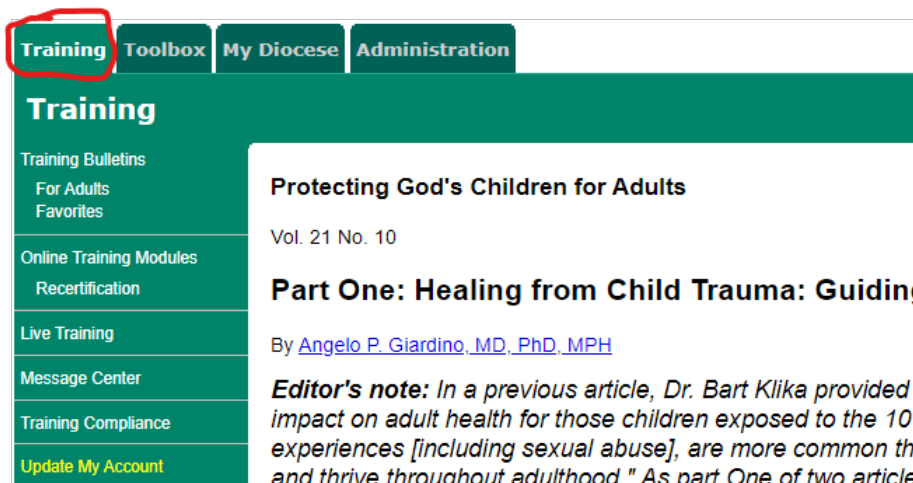 Training Toolbox My Diocese Administration
Training
Training Bulletins
For Adults
Favorites
Online Training Modules
Recertification
Live Training
Message Center
Training Compliance
Update My Account
Protecting God's Children for Adults
Vol. 21 No. 10
Part One: Healing from Child Trauma: Guiding
By Angelo P. Giardino, MD, PhD, MPH
Editor's note: In a previous article, Dr. Bart Klika provided
impact on adult health for those children exposed to the 10
experiences [including sexual abuse], are more common th
and thrive throughout adulthood." As part One of two article